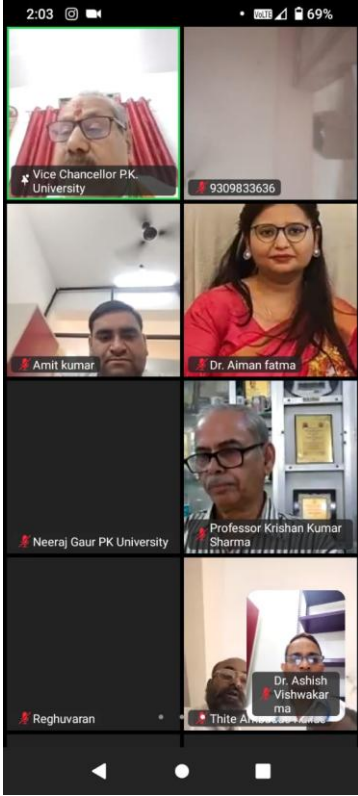 2:03
VoLTE 69%
Vice Chancellor P.K.
University
9309833636
Amit kumar
Dr. Aiman fatma
Neeraj Gaur PK University
Professor Krishan Kumar
Sharma
Reghuvaran
Thite
Dr. Ashish
Vishwakar
ma